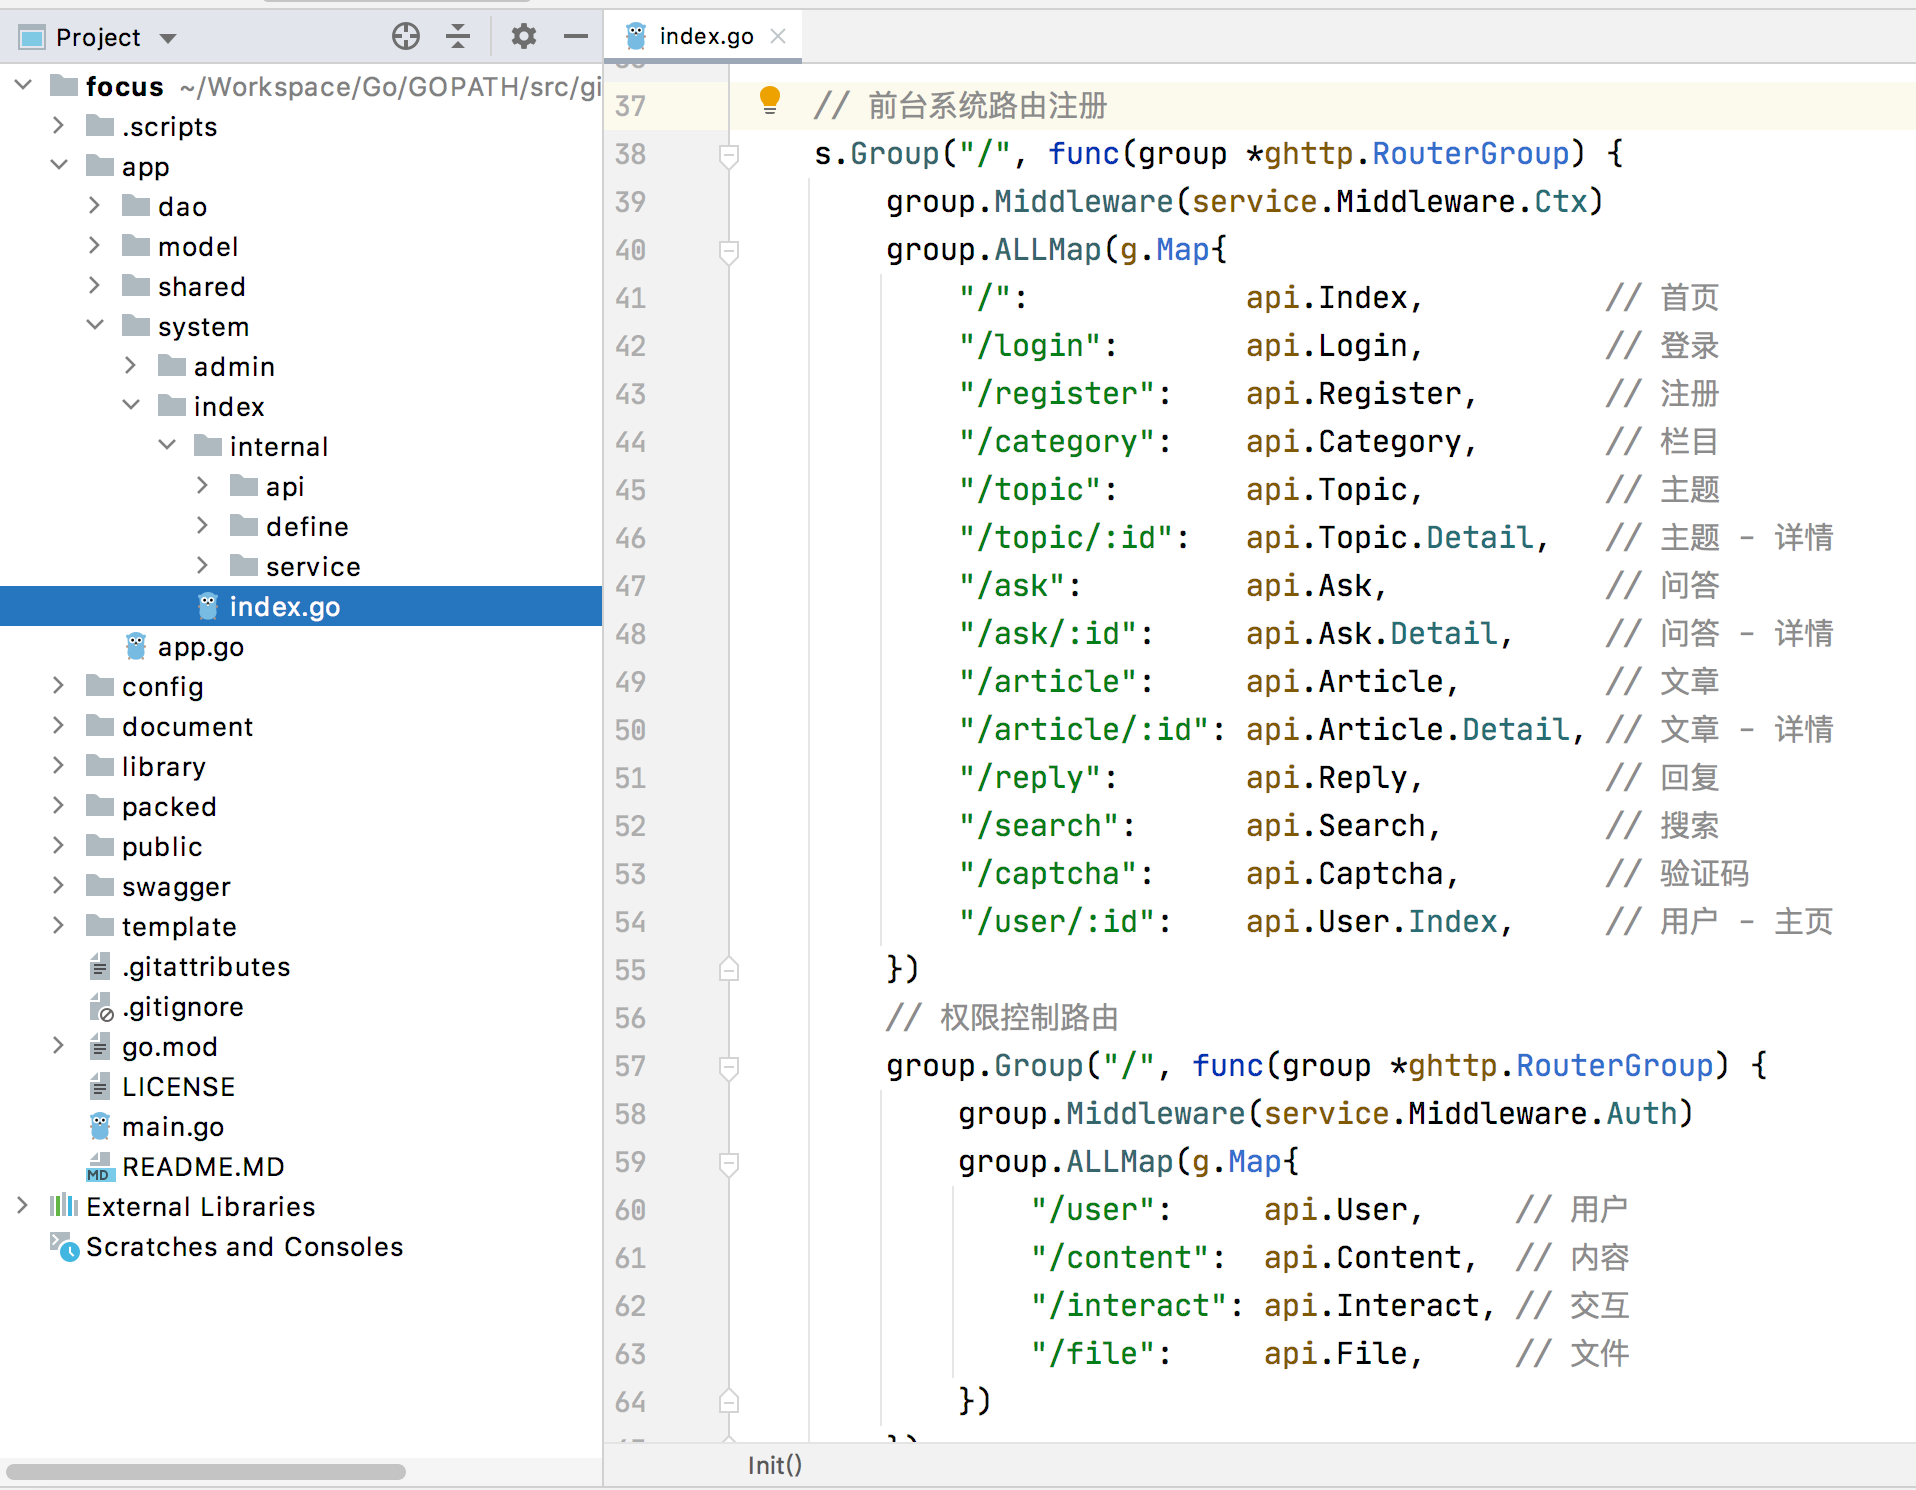 Project
index.go
focus ~/Workspace/Go/GOPATH/src/gi
.scripts
app
dao
model
shared
system
admin
index
internal
api
define
service
index.go
app.go
config
document
library
packed
public
swagger
template
.gitattributes
.gitignore
go.mod
LICENSE
main.go
MD README.MD
External Libraries
Scratches and Consoles
37 // 前台系统路由注册
38 s.Group("/", func(group *ghttp.RouterGroup) {
39 group.Middleware(service.Middleware.Ctx)
40 group.ALLMap(g.Map{
41 "/": api.Index, // 首页
42 "/login": api.Login, // 登录
43 "/register": api.Register, // 注册
44 "/category": api.Category, // 栏目
45 "/topic": api.Topic, // 主题
46 "/topic/:id": api.Topic.Detail, // 主题 - 详情
47 "/ask": api.Ask, // 问答
48 "/ask/:id": api.Ask.Detail, // 问答 - 详情
49 "/article": api.Article, // 文章
50 "/article/:id": api.Article.Detail, // 文章 - 详情
51 "/reply": api.Reply, // 回复
52 "/search": api.Search, // 搜索
53 "/captcha": api.Captcha, // 验证码
54 "/user/:id": api.User.Index, // 用户 - 主页
55 })
56 // 权限控制路由
57 group.Group("/", func(group *ghttp.RouterGroup) {
58 group.Middleware(service.Middleware.Auth)
59 group.ALLMap(g.Map{
60 "/user": api.User, // 用户
61 "/content": api.Content, // 内容
62 "/interact": api.Interact, // 交互
63 "/file": api.File, // 文件
64 })
Init()